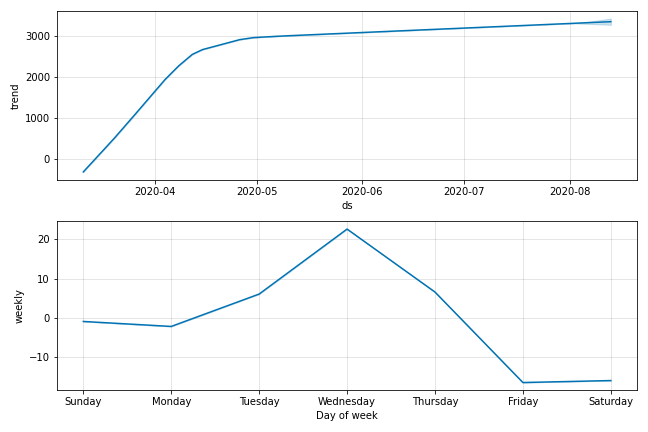 3000
2000
1000
0
trend
2020-04 2020-05 2020-06 2020-07 2020-08
ds
20
10
0
−10
weekly
Sunday Monday Tuesday Wednesday Thursday Friday Saturday
Day of week